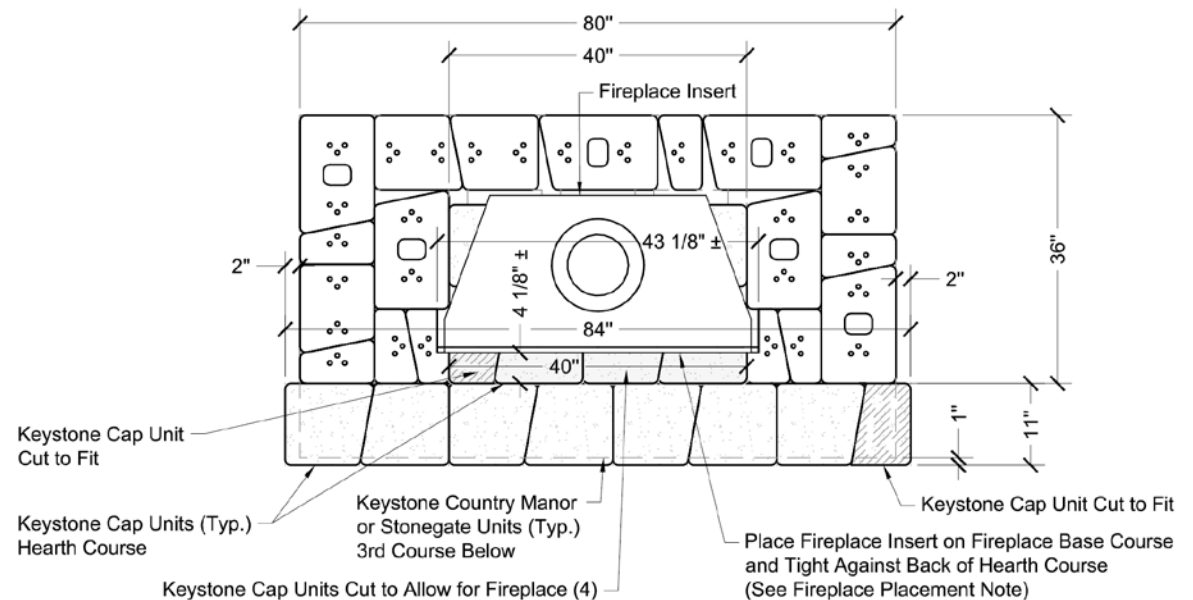 80"
40"
Fireplace Insert
43 1/8" ±
36"
2"
4 1/8" ±
2"
84"
40"
1"
11"
Keystone Cap Unit
Cut to Fit
Keystone Cap Units (Typ.)
Hearth Course
Keystone Country Manor
or Stonegate Units (Typ.)
3rd Course Below
Keystone Cap Units Cut to Allow for Fireplace (4)
Keystone Cap Unit Cut to Fit
Place Fireplace Insert on Fireplace Base Course
and Tight Against Back of Hearth Course
(See Fireplace Placement Note)